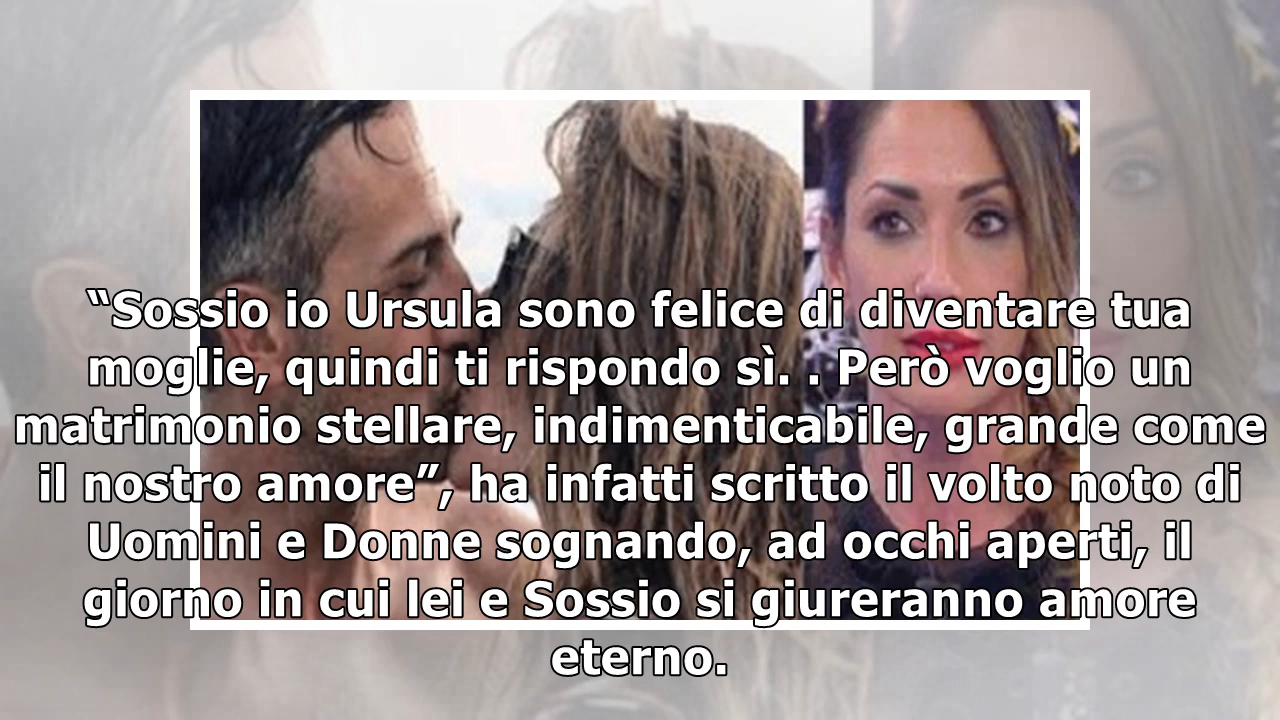 “Sossio io Ursula sono felice di diventare tua
moglie, quindi ti rispondo sì. . Però voglio un
matrimonio stellare, indimenticabile, grande come
il nostro amore”, ha infatti scritto il volto noto di
Uomini e Donne sognando, ad occhi aperti, il
giorno in cui lei e Sossio si giureranno amore
eterno.